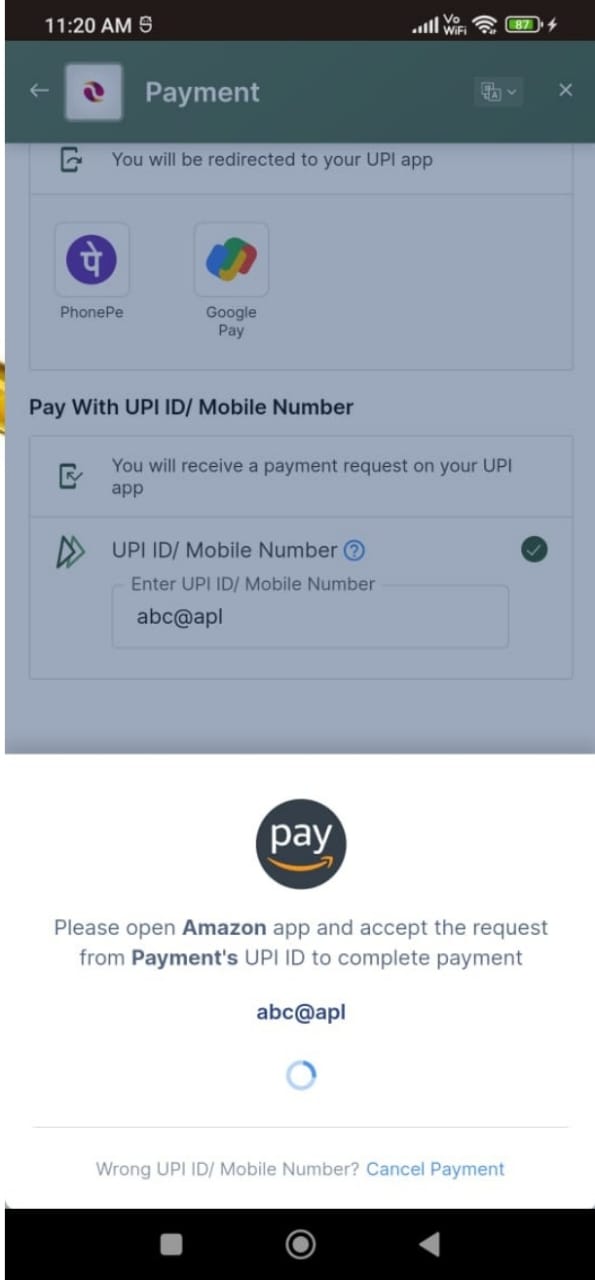 11:20 AM
Vo
WiFi
87
Payment
You will be redirected to your UPI app
पे
PhonePe
Google
Pay
Pay With UPI ID/ Mobile Number
You will receive a payment request on your UPI
app
UPI ID/ Mobile Number ?
Enter UPI ID/ Mobile Number
abc@apl
pay
Please open Amazon app and accept the request
from Payment's UPI ID to complete payment
abc@apl
Wrong UPI ID/ Mobile Number? Cancel Payment